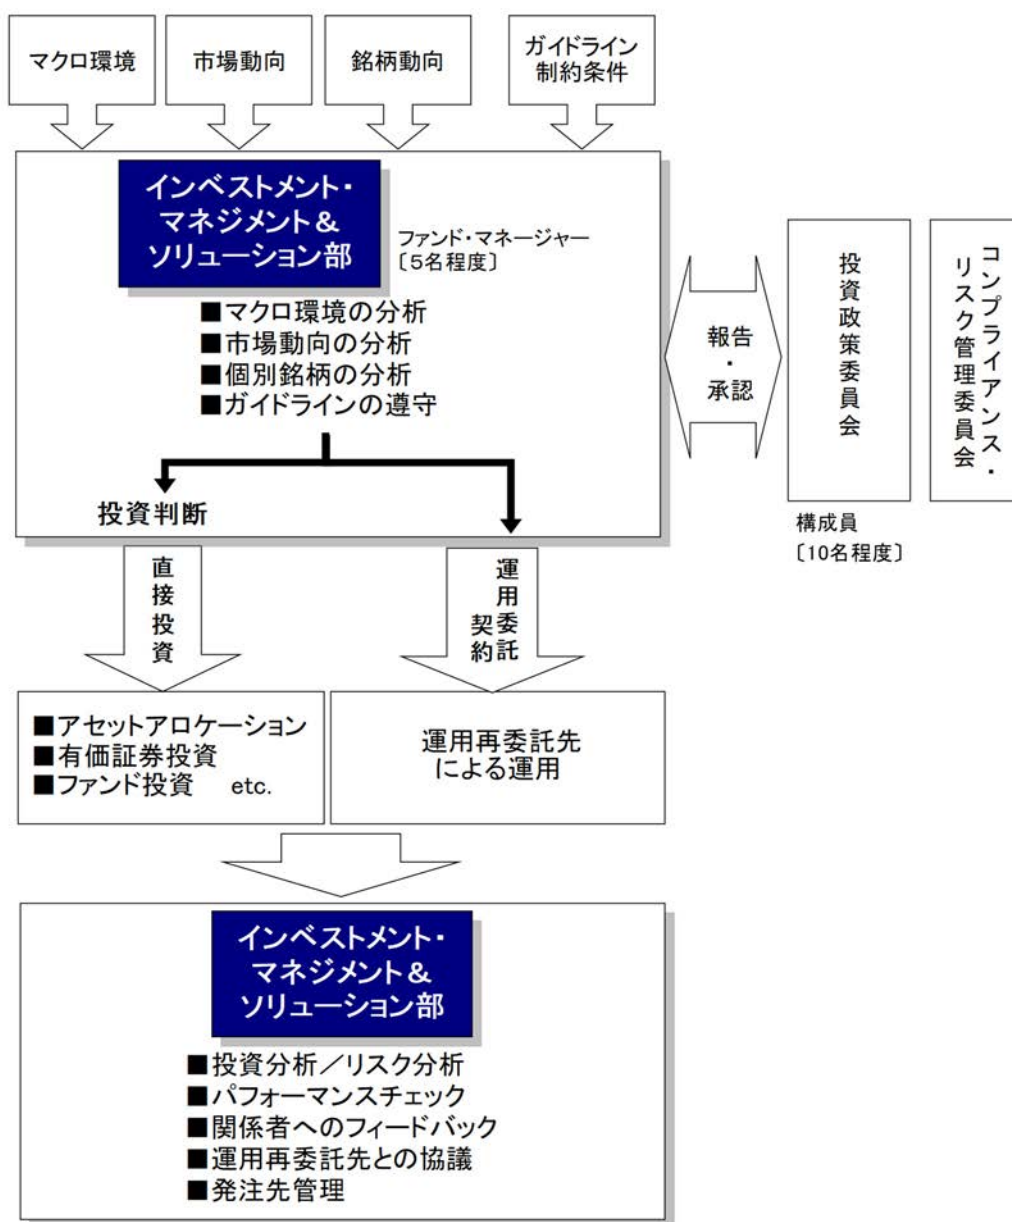 マクロ環境
市場動向
銘柄動向
ガイドライン
制約条件
インベストメント・
マネジメント＆
ソリューション部
ファンド・マネージャー
〔５名程度〕
■マクロ環境の分析
■市場動向の分析
■個別銘柄の分析
■ガイドラインの遵守
投資判断
報告・承認
投資政策委員会
コンプライアンス・
リスク管理委員会
構成員
〔10名程度〕
直接投資
運用委託
契約
■アセットアロケーション
■有価証券投資
■ファンド投資　etc.
運用再委託先
による運用
インベストメント・
マネジメント＆
ソリューション部
■投資分析／リスク分析
■パフォーマンスチェック
■関係者へのフィードバック
■運用再委託先との協議
■発注先管理